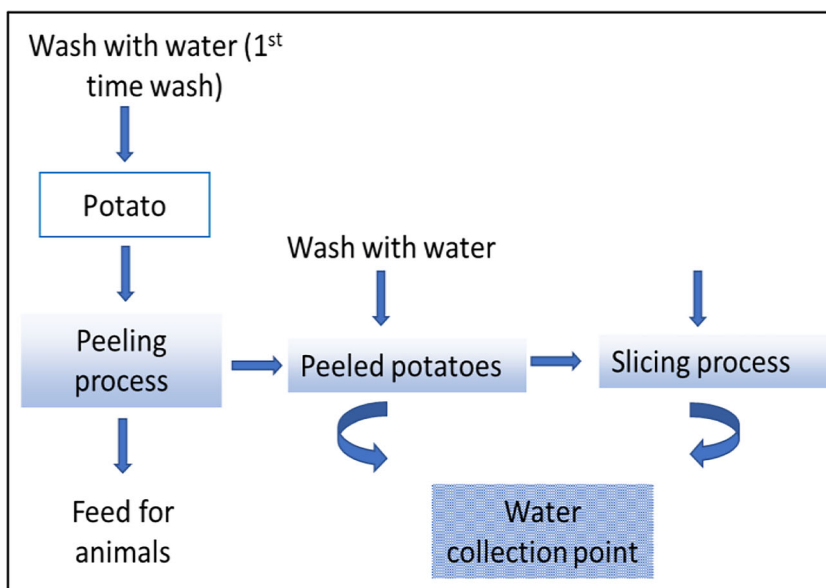 Wash with water (1st
time wash)
Potato
Wash with water
Peeling
process
Peeled potatoes
Slicing process
Feed for
animals
Water
collection point